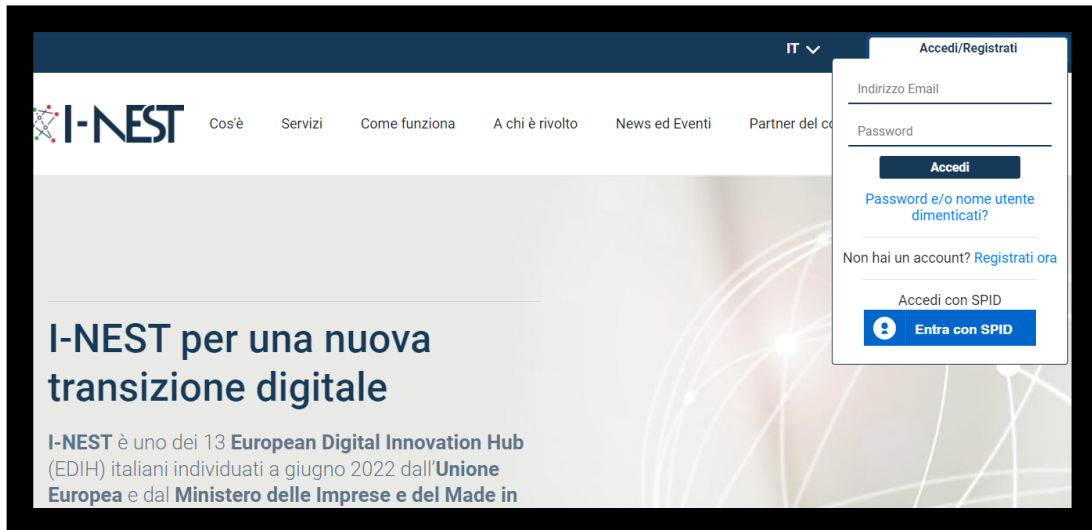 IT
Accedi/Registrati
I-NEST
Cos'è
Servizi
Come funziona
A chi è rivolto
News ed Eventi
Partner del
Indirizzo Email
Password
Accedi
Password e/o nome utente
dimenticati?
Non hai un account? Registrati ora
Accedi con SPID
Entra con SPID
I-NEST per una nuova
transizione digitale
I-NEST è uno dei 13 European Digital Innovation Hub
(EDIH) italiani individuati a giugno 2022 dall'Unione
Europea e dal Ministero delle Imprese e del Made in